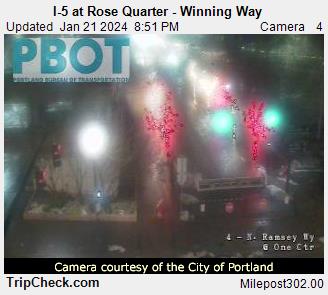 I-5 at Rose Quarter - Winning Way
Updated Jan 21 2024 8:51 PM Camera 4
PBOT
PORTLAND BUREAU OF TRANSPORTATION
4 - N. Ramsey Wy
@ One Ctr
Camera courtesy of the City of Portland
TripCheck.com Milepost302.00